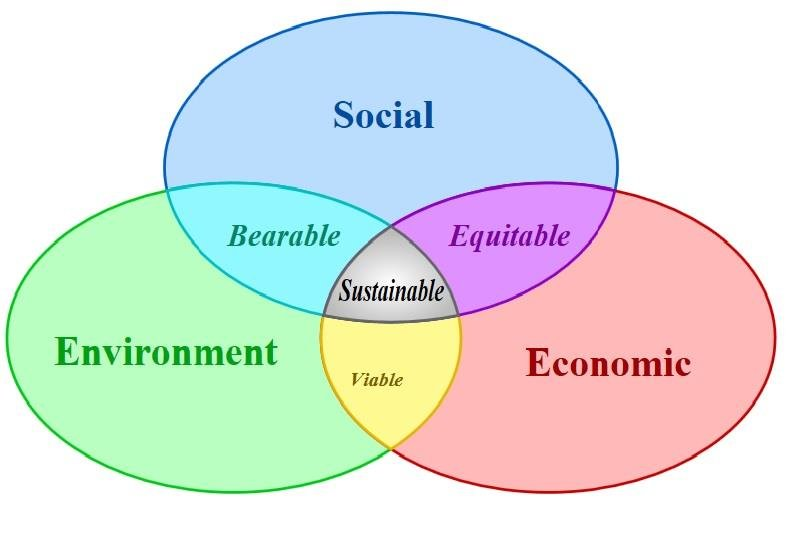 Social
Bearable
Equitable
Sustainable
Environment
Economic
Viable